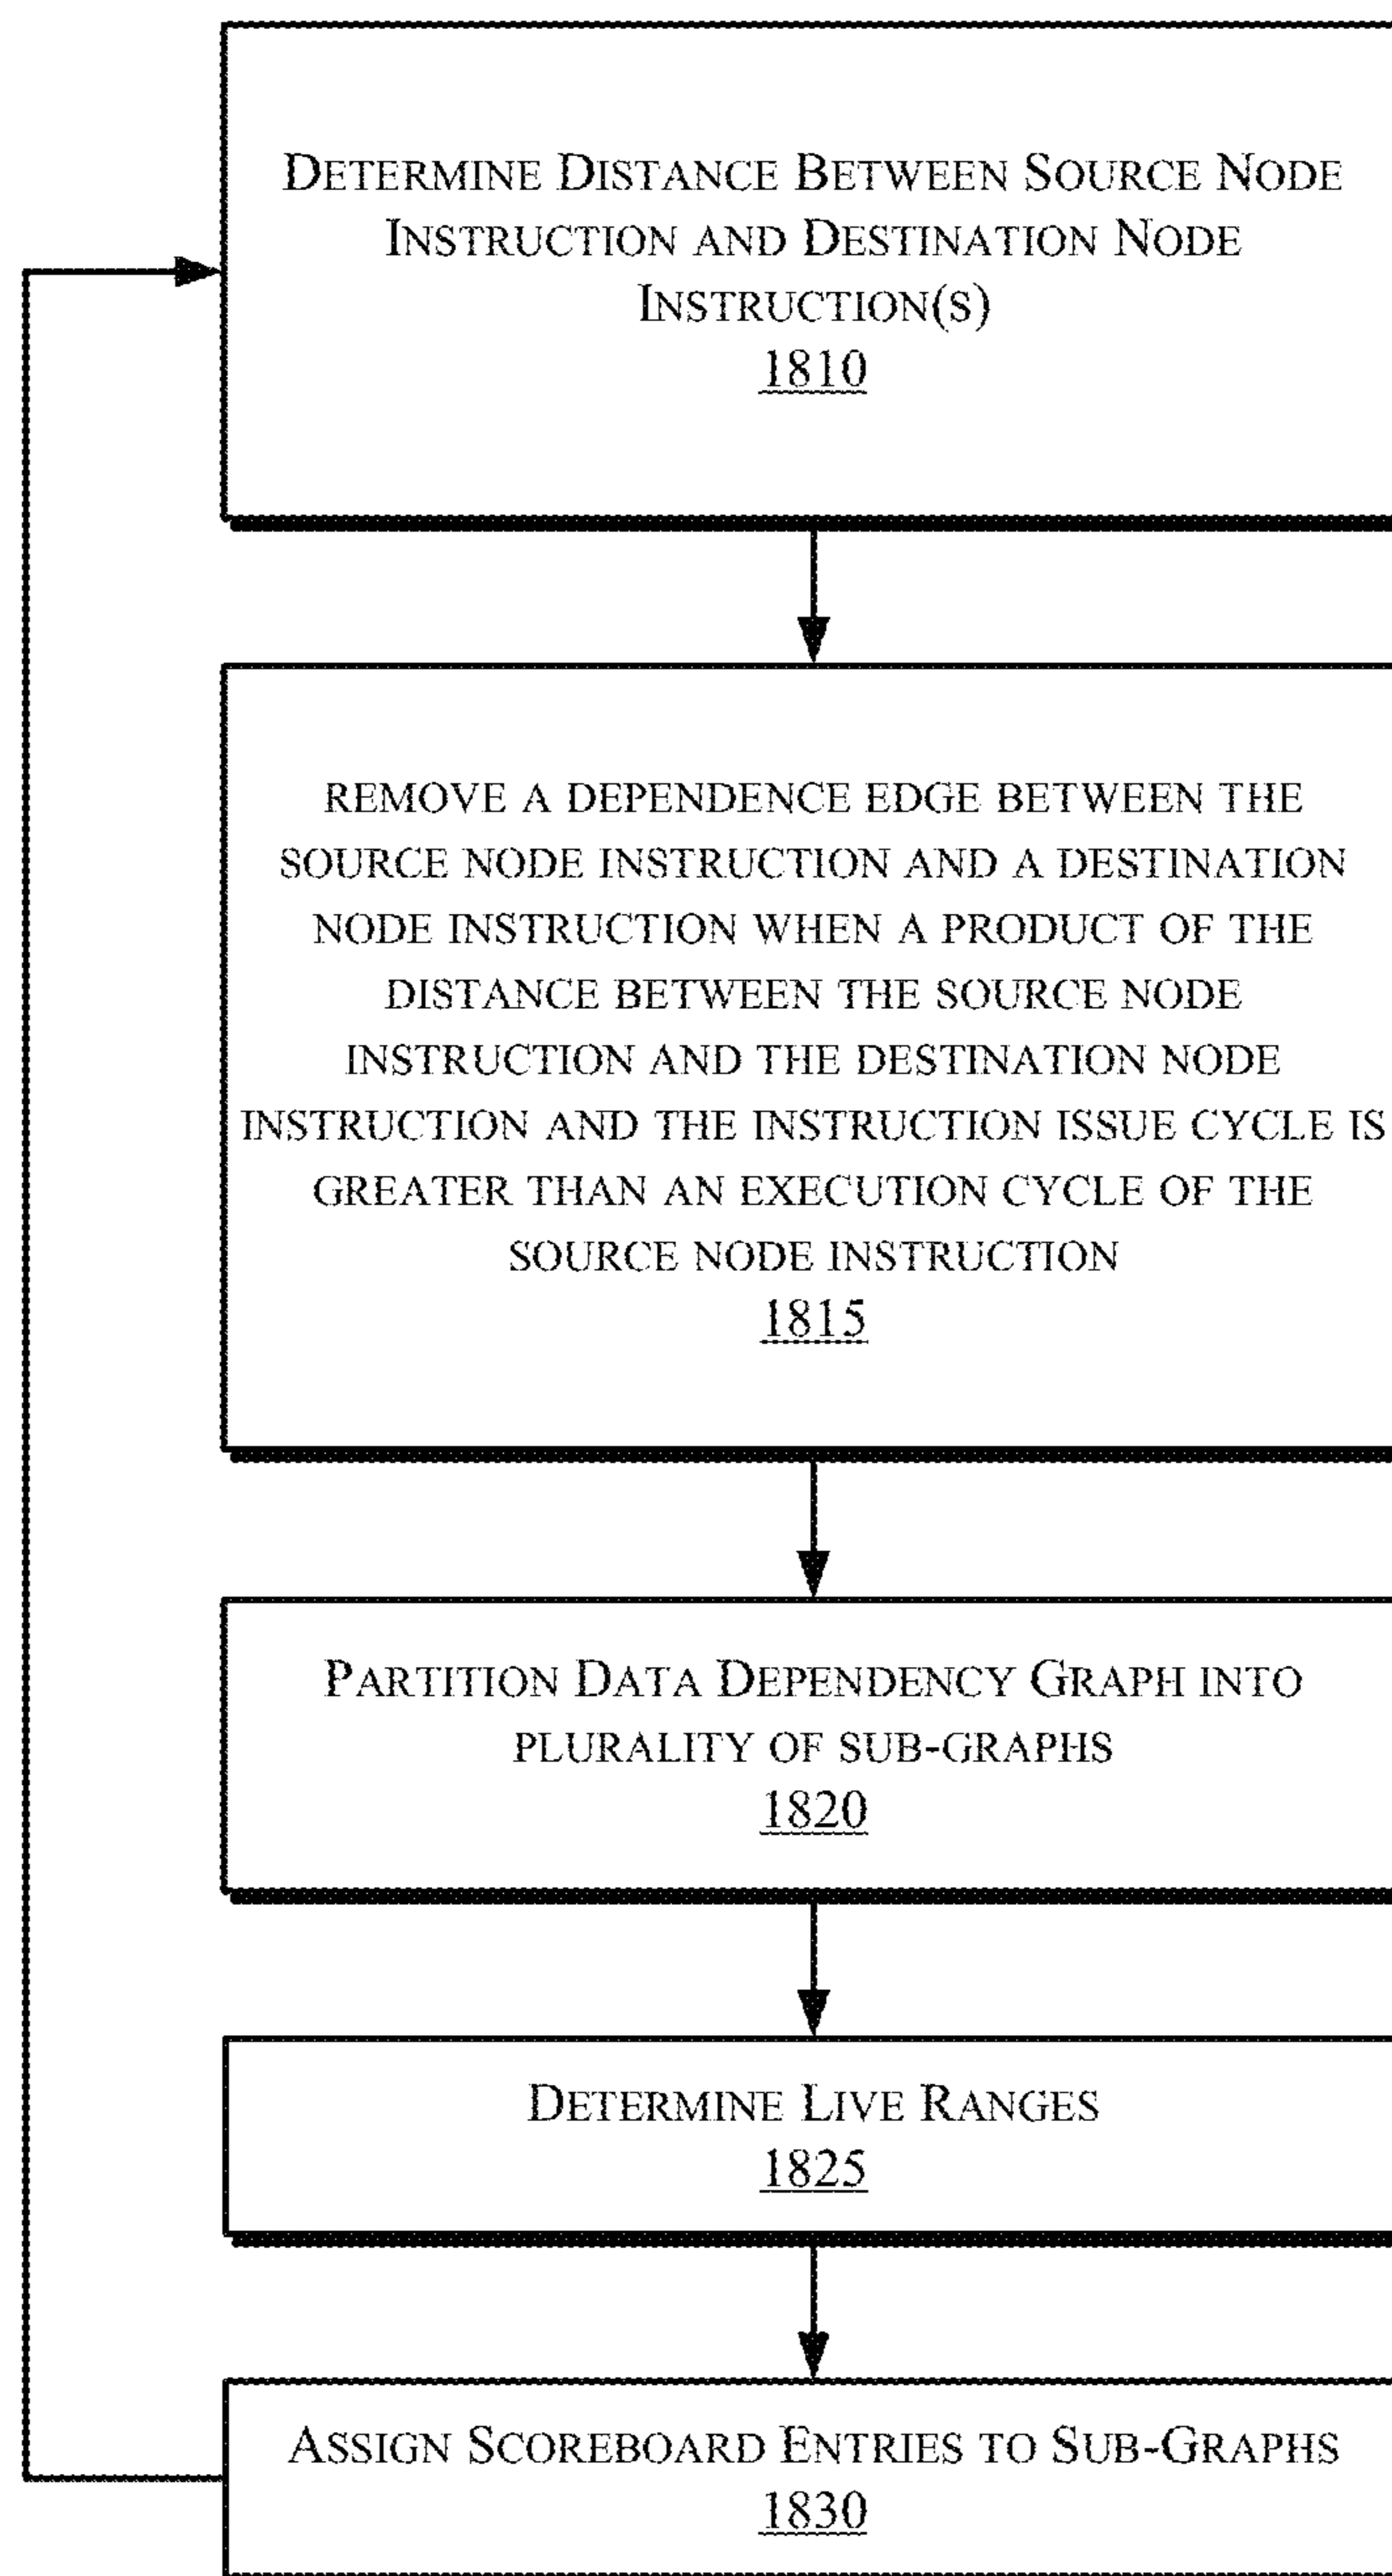 DETERMINE DISTANCE BETWEEN SOURCE NODE
INSTRUCTION AND DESTINATION NODE
INSTRUCTION(S)
1810
REMOVE A DEPENDENCE EDGE BETWEEN THE
SOURCE NODE INSTRUCTION AND A DESTINATION
NODE INSTRUCTION WHEN A PRODUCT OF THE
DISTANCE BETWEEN THE SOURCE NODE
INSTRUCTION AND THE DESTINATION NODE
INSTRUCTION AND THE INSTRUCTION ISSUE CYCLE IS
GREATER THAN AN EXECUTION CYCLE OF THE
SOURCE NODE INSTRUCTION
1815
PARTITION DATA DEPENDENCY GRAPH INTO
PLURALITY OF SUB-GRAPHS
1820
DETERMINE LIVE RANGES
1825
ASSIGN SCOREBOARD ENTRIES TO SUB-GRAPHS
1830